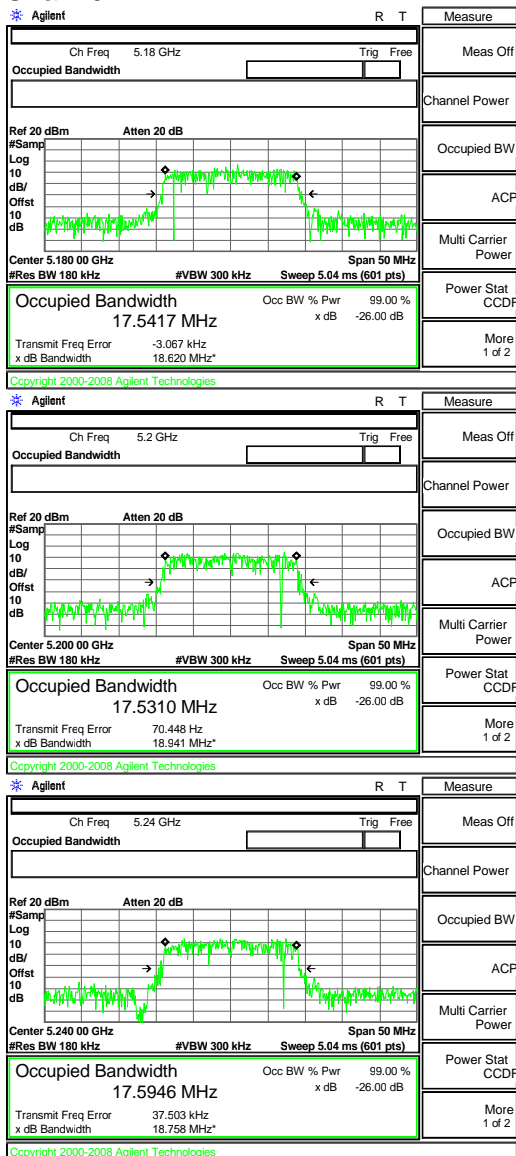 Agilent R T
Measure
Ch Freq 5.18 GHz Trig Free
Meas Off
Occupied Bandwidth
Channel Power
Ref 20 dBm Atten 20 dB
#Samp
Log
10
dB/
Offst
10
dB
Occupied BW
ACP
Multi Carrier
Power
Center 5.180 00 GHz Span 50 MHz
#Res BW 180 kHz #VBW 300 kHz Sweep 5.04 ms (601 pts)
Power Stat
CCDF
Occupied Bandwidth Occ BW % Pwr 99.00 %
17.5417 MHz x dB -26.00 dB
More
1 of 2
Transmit Freq Error -3.067 kHz
x dB Bandwidth 18.620 MHz*
Copyright 2000-2008 Agilent Technologies
Agilent R T
Measure
Ch Freq 5.2 GHz Trig Free
Meas Off
Occupied Bandwidth
Channel Power
Ref 20 dBm Atten 20 dB
#Samp
Log
10
dB/
Offst
10
dB
Occupied BW
ACP
Multi Carrier
Power
Center 5.200 00 GHz Span 50 MHz
#Res BW 180 kHz #VBW 300 kHz Sweep 5.04 ms (601 pts)
Power Stat
CCDF
Occupied Bandwidth Occ BW % Pwr 99.00 %
17.5310 MHz x dB -26.00 dB
More
1 of 2
Transmit Freq Error 70.448 Hz
x dB Bandwidth 18.941 MHz*
Copyright 2000-2008 Agilent Technologies
Agilent R T
Measure
Ch Freq 5.24 GHz Trig Free
Meas Off
Occupied Bandwidth
Channel Power
Ref 20 dBm Atten 20 dB
#Samp
Log
10
dB/
Offst
10
dB
Occupied BW
ACP
Multi Carrier
Power
Center 5.240 00 GHz Span 50 MHz
#Res BW 180 kHz #VBW 300 kHz Sweep 5.04 ms (601 pts)
Power Stat
CCDF
Occupied Bandwidth Occ BW % Pwr 99.00 %
17.5946 MHz x dB -26.00 dB
More
1 of 2
Transmit Freq Error 37.503 kHz
x dB Bandwidth 18.758 MHz*
Copyright 2000-2008 Agilent Technologies